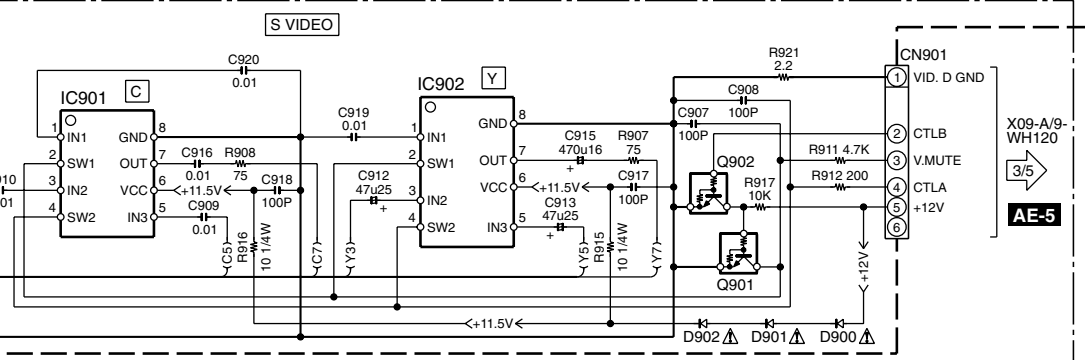 S VIDEO
C920
0.01
IC901
C
1 IN1
2 SW1
3 IN2
4 SW2
GND 8
OUT 7
VCC 6
IN3 5
C916
0.01
R908
75
+11.5V
C918
100P
C909
0.01
C5
R916
10 1/4W
C7
Y3
C919
0.01
C912
47u25
+
IC902
Y
1 IN1
2 SW1
3 IN2
4 SW2
GND 8
OUT 7
VCC 6
IN3 5
C915
470u16
+
R907
75
+11.5V
C917
100P
C913
47u25
+
Y5
R915
10 1/4W
Y7
R921
2.2
C908
100P
C907
100P
Q902
R917
10K
Q901
R911 4.7K
R912 200
CN901
1 VID. D GND
2 CTLB
3 V.MUTE
4 CTLA
5 +12V
6
X09-A/9-
WH120
3/5
AE-5
+12V
+11.5V
D902
D901
D900